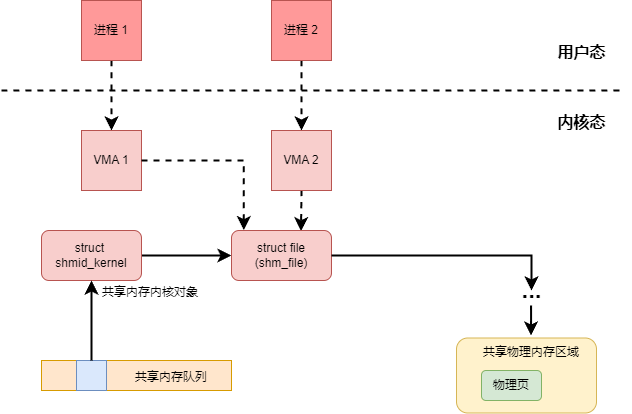 进程 1
进程 2
用户态
内核态
VMA 1
VMA 2
struct
shmid_kernel
struct file
(shm_file)
共享内存内核对象
...
共享物理内存区域
共享内存队列
物理页